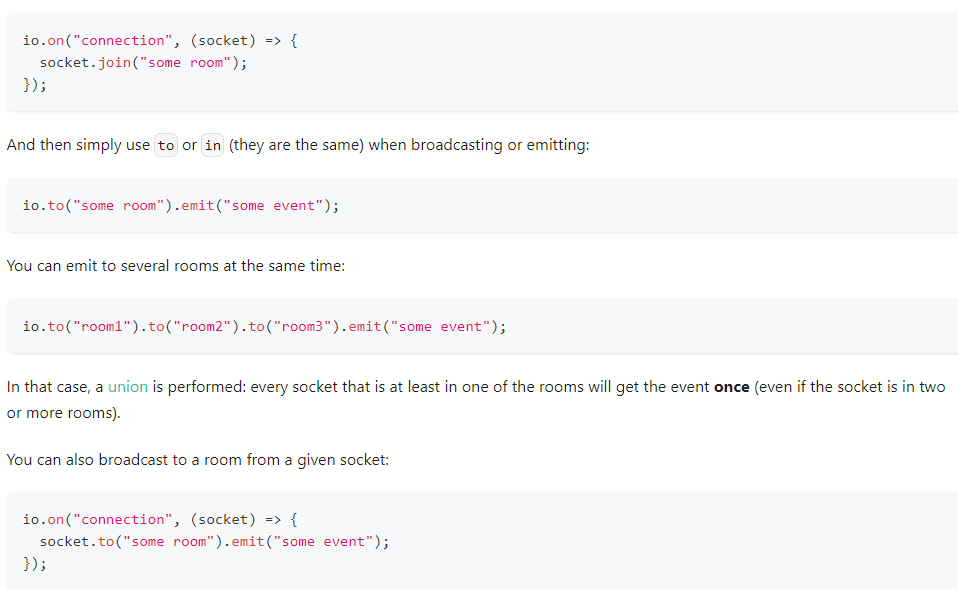 io.on("connection", (socket) => {
  socket.join("some room");
});
And then simply use to or in (they are the same) when broadcasting or emitting:
io.to("some room").emit("some event");
You can emit to several rooms at the same time:
io.to("room1").to("room2").to("room3").emit("some event");
In that case, a union is performed: every socket that is at least in one of the rooms will get the event once (even if the socket is in two
or more rooms).
You can also broadcast to a room from a given socket:
io.on("connection", (socket) => {
  socket.to("some room").emit("some event");
});